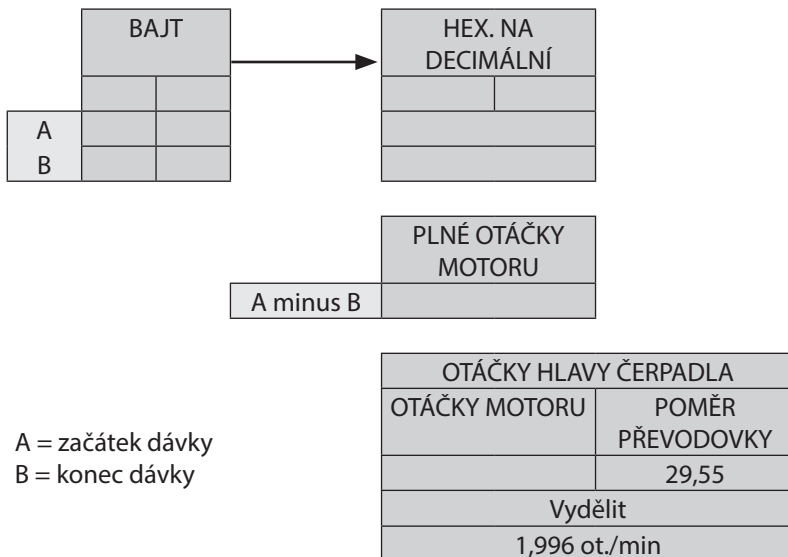 BAJT
HEX. NA
DECIMÁLNÍ
A
B
PLNÉ OTÁČKY
MOTORU
A minus B
OTÁČKY HLAVY ČERPADLA
OTÁČKY MOTORU
POMĚR
PŘEVODOVKY
A = začátek dávky
B = konec dávky
29,55
Vydělit
1,996 ot./min